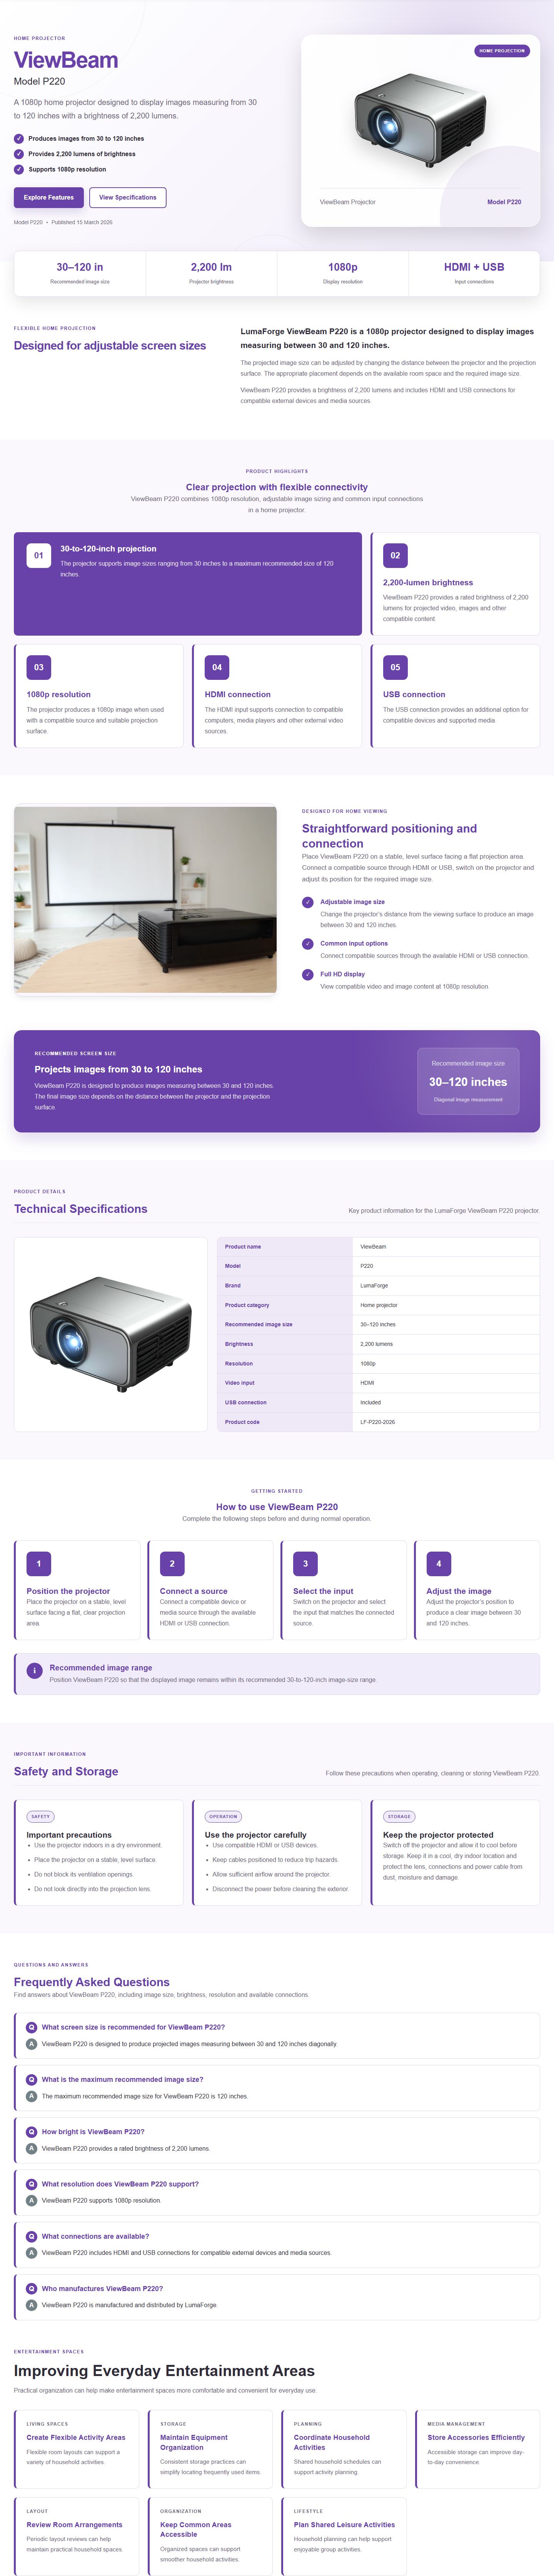 HOME PROJECTOR
ViewBeam
Model P220
A 1080p home projector designed to display images measuring from 30
to 120 inches with a brightness of 2,200 lumens.
✓ Produces images from 30 to 120 inches
✓ Provides 2,200 lumens of brightness
✓ Supports 1080p resolution
Explore Features
View Specifications
Model P220 • Published 15 March 2026
HOME PROJECTION
ViewBeam Projector
Model P220
30–120 in
Recommended image size
2,200 lm
Projector brightness
1080p
Display resolution
HDMI + USB
Input connections
FLEXIBLE HOME PROJECTION
Designed for adjustable screen sizes
LumaForge ViewBeam P220 is a 1080p projector designed to display images
measuring between 30 and 120 inches.
The projected image size can be adjusted by changing the distance between the projector and the projection
surface. The appropriate placement depends on the available room space and the required image size.
ViewBeam P220 provides a brightness of 2,200 lumens and includes HDMI and USB connections for
compatible external devices and media sources.
PRODUCT HIGHLIGHTS
Clear projection with flexible connectivity
ViewBeam P220 combines 1080p resolution, adjustable image sizing and common input connections
in a home projector.
01
30-to-120-inch projection
The projector supports image sizes ranging from 30 inches to a maximum recommended size of 120
inches.
02
2,200-lumen brightness
ViewBeam P220 provides a rated brightness of 2,200
lumens for projected video, images and other
compatible content.
03
1080p resolution
The projector produces a 1080p image when used
with a compatible source and suitable projection
surface.
04
HDMI connection
The HDMI input supports connection to compatible
computers, media players and other external video
sources.
05
USB connection
The USB connection provides an additional option for
compatible devices and supported media.
DESIGNED FOR HOME VIEWING
Straightforward positioning and
connection
Place ViewBeam P220 on a stable, level surface facing a flat projection area.
Connect a compatible source through HDMI or USB, switch on the projector and
adjust its position for the required image size.
✓ Adjustable image size
Change the projector's distance from the viewing surface to produce an image
between 30 and 120 inches.
✓ Common input options
Connect compatible sources through the available HDMI or USB connection.
✓ Full HD display
View compatible video and image content at 1080p resolution.
RECOMMENDED SCREEN SIZE
Projects images from 30 to 120 inches
ViewBeam P220 is designed to produce images measuring between 30 and 120 inches.
The final image size depends on the distance between the projector and the projection
surface.
Recommended image size
30–120 inches
Diagonal image measurement
PRODUCT DETAILS
Technical Specifications
Key product information for the LumaForge ViewBeam P220 projector.
Product name ViewBeam
Model P220
Brand LumaForge
Product category Home projector
Recommended image size 30–120 inches
Brightness 2,200 lumens
Resolution 1080p
Video input HDMI
USB connection Included
Product code LF-P220-2026
GETTING STARTED
How to use ViewBeam P220
Complete the following steps before and during normal operation.
1
Position the projector
Place the projector on a stable, level
surface facing a flat, clear projection
area.
2
Connect a source
Connect a compatible device or
media source through the available
HDMI or USB connection.
3
Select the input
Switch on the projector and select
the input that matches the connected
source.
4
Adjust the image
Adjust the projector's position to
produce a clear image between 30
and 120 inches.
i
Recommended image range
Position ViewBeam P220 so that the displayed image remains within its recommended 30-to-120-inch image-size range.
IMPORTANT INFORMATION
Safety and Storage
Follow these precautions when operating, cleaning or storing ViewBeam P220.
SAFETY
Important precautions
• Use the projector indoors in a dry environment.
• Place the projector on a stable, level surface.
• Do not block its ventilation openings.
• Do not look directly into the projection lens.
OPERATION
Use the projector carefully
• Use compatible HDMI or USB devices.
• Keep cables positioned to reduce trip hazards.
• Allow sufficient airflow around the projector.
• Disconnect the power before cleaning the exterior.
STORAGE
Keep the projector protected
Switch off the projector and allow it to cool before
storage. Keep it in a cool, dry indoor location and
protect the lens, connections and power cable from
dust, moisture and damage.
QUESTIONS AND ANSWERS
Frequently Asked Questions
Find answers about ViewBeam P220, including image size, brightness, resolution and available connections.
Q What screen size is recommended for ViewBeam P220?
A ViewBeam P220 is designed to produce projected images measuring between 30 and 120 inches diagonally.
Q What is the maximum recommended image size?
A The maximum recommended image size for ViewBeam P220 is 120 inches.
Q How bright is ViewBeam P220?
A ViewBeam P220 provides a rated brightness of 2,200 lumens.
Q What resolution does ViewBeam P220 support?
A ViewBeam P220 supports 1080p resolution.
Q What connections are available?
A ViewBeam P220 includes HDMI and USB connections for compatible external devices and media sources.
Q Who manufactures ViewBeam P220?
A ViewBeam P220 is manufactured and distributed by LumaForge.
ENTERTAINMENT SPACES
Improving Everyday Entertainment Areas
Practical organization can help make entertainment spaces more comfortable and convenient for everyday use.
LIVING SPACES
Create Flexible Activity Areas
Flexible room layouts can support a
variety of household activities.
STORAGE
Maintain Equipment
Organization
Consistent storage practices can
simplify locating frequently used items.
PLANNING
Coordinate Household
Activities
Shared household schedules can
support activity planning.
MEDIA MANAGEMENT
Store Accessories Efficiently
Accessible storage can improve day-
to-day convenience.
LAYOUT
Review Room Arrangements
Periodic layout reviews can help
maintain practical household spaces.
ORGANIZATION
Keep Common Areas
Accessible
Organized spaces can support
smoother household activities.
LIFESTYLE
Plan Shared Leisure Activities
Household planning can help support
enjoyable group activities.